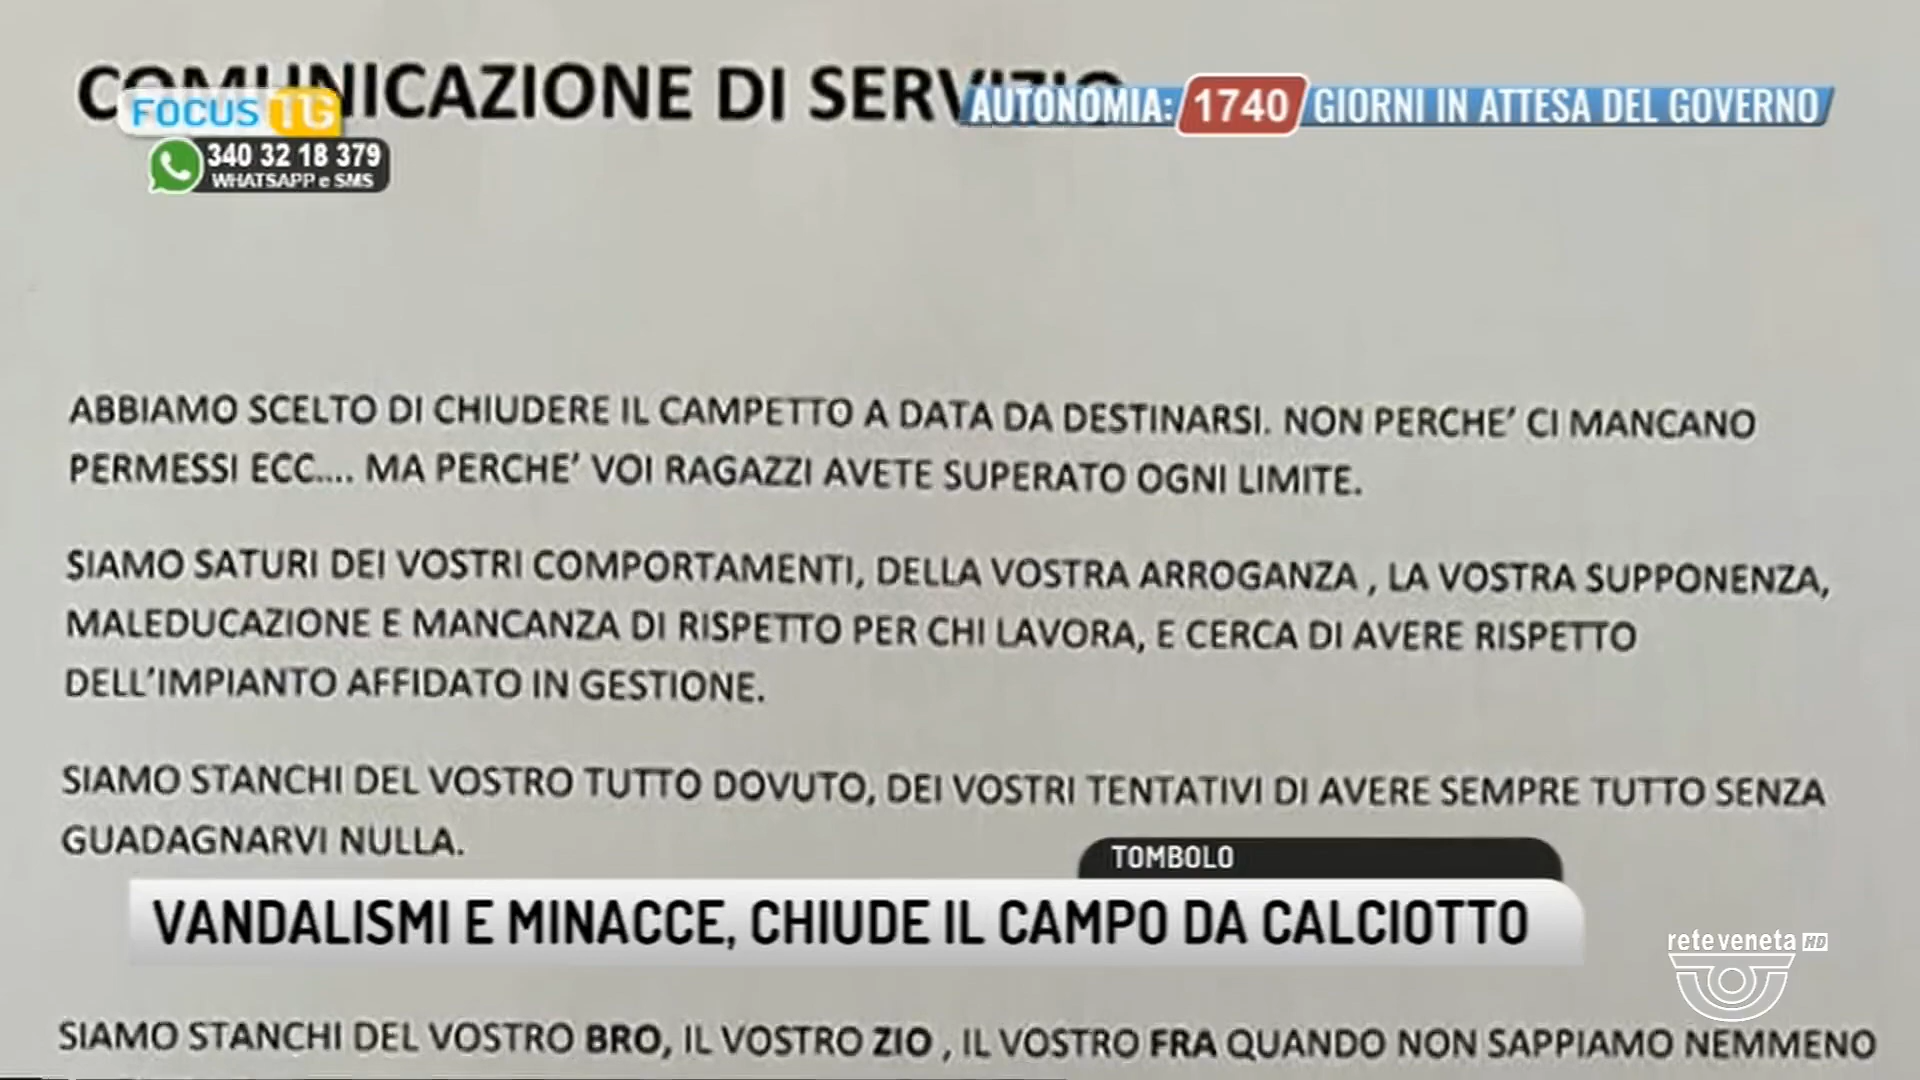 COMUNICAZIONE DI SERVIZIO
FOCUS TG
AUTONOMIA: 1740 GIORNI IN ATTESA DEL GOVERNO
340 32 18 379
WHATSAPP e SMS
ABBIAMO SCELTO DI CHIUDERE IL CAMPETTO A DATA DA DESTINARSI. NON PERCHE' CI MANCANO
PERMESSI ECC.... MA PERCHE' VOI RAGAZZI AVETE SUPERATO OGNI LIMITE.
SIAMO SATURI DEI VOSTRI COMPORTAMENTI, DELLA VOSTRA ARROGANZA , LA VOSTRA SUPPONENZA,
MALEDUCAZIONE E MANCANZA DI RISPETTO PER CHI LAVORA, E CERCA DI AVERE RISPETTO
DELL'IMPIANTO AFFIDATO IN GESTIONE.
SIAMO STANCHI DEL VOSTRO TUTTO DOVUTO, DEI VOSTRI TENTATIVI DI AVERE SEMPRE TUTTO SENZA
GUADAGNARVI NULLA.
TOMBOLO
VANDALISMI E MINACCE, CHIUDE IL CAMPO DA CALCIOTTO
reteveneta HD
SIAMO STANCHI DEL VOSTRO BRO, IL VOSTRO ZIO , IL VOSTRO FRA QUANDO NON SAPPIAMO NEMMENO